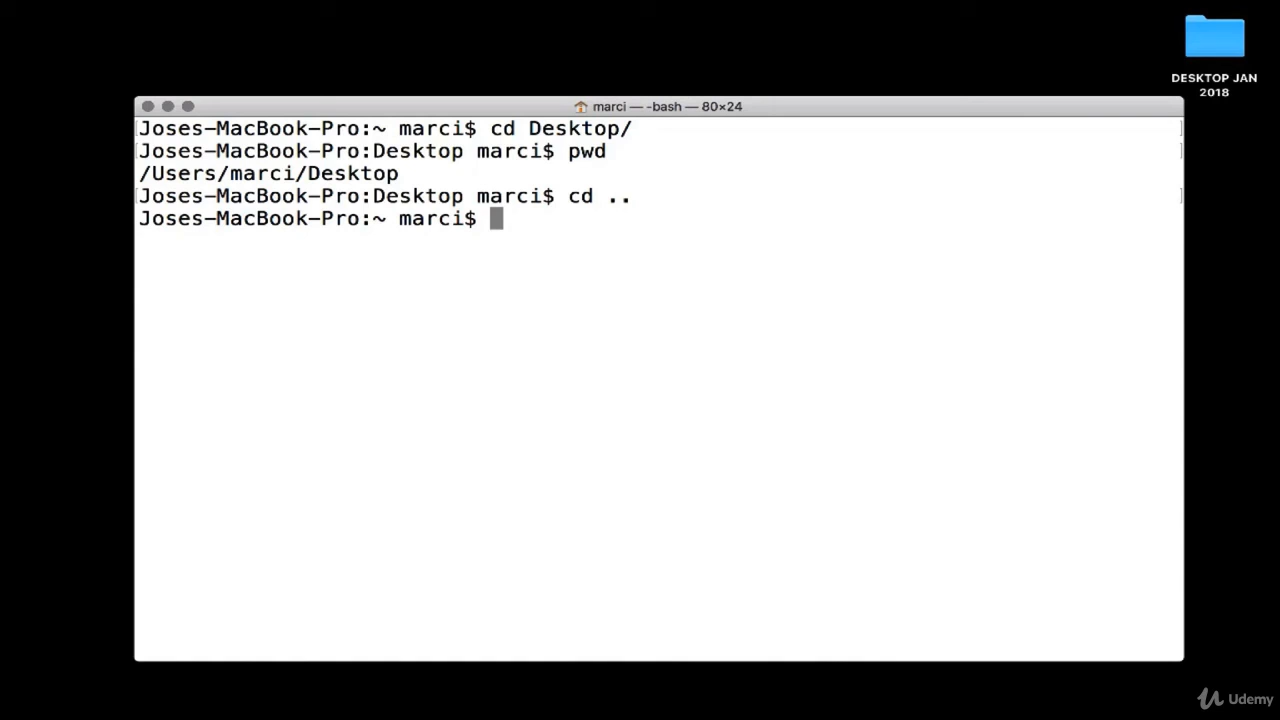 DESKTOP JAN
2018
marci — -bash — 80×24
Joses-MacBook-Pro:~ marci$ cd Desktop/
Joses-MacBook-Pro:Desktop marci$ pwd
/Users/marci/Desktop
Joses-MacBook-Pro:Desktop marci$ cd ..
Joses-MacBook-Pro:~ marci$
Udemy